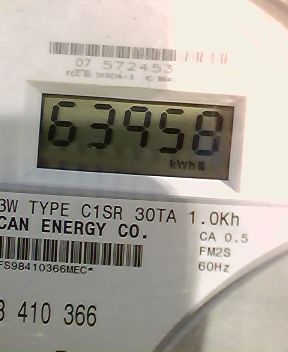 07 572453
63958
kWh
3W TYPE C1SR 30TA 1.0Kh
CAN ENERGY CO.
CA 0.5
FM2S
FS98410366MEC*
60Hz
3 410 366